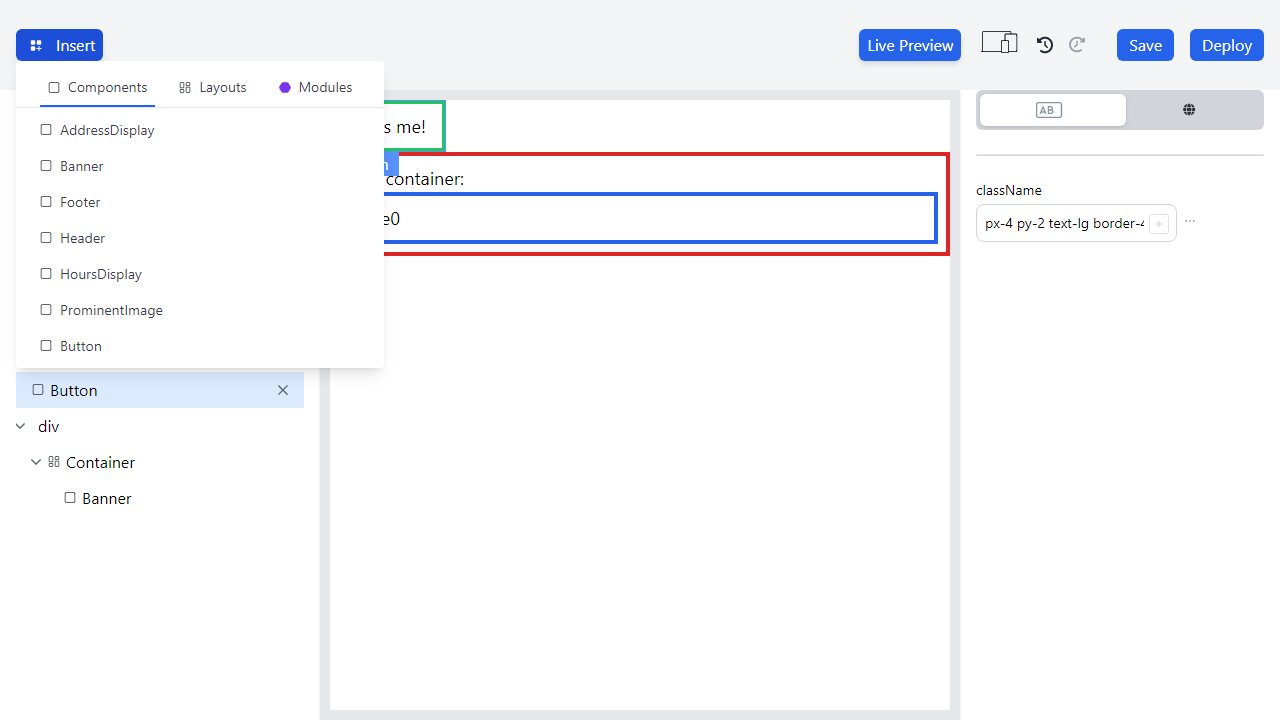 Insert
Live Preview
Save
Deploy
Components
Layouts
Modules
AddressDisplay
Banner
Footer
Header
HoursDisplay
ProminentImage
Button
me!
container:
Button
div
Container
Banner
AB
className
px-4 py-2 text-lg border-4